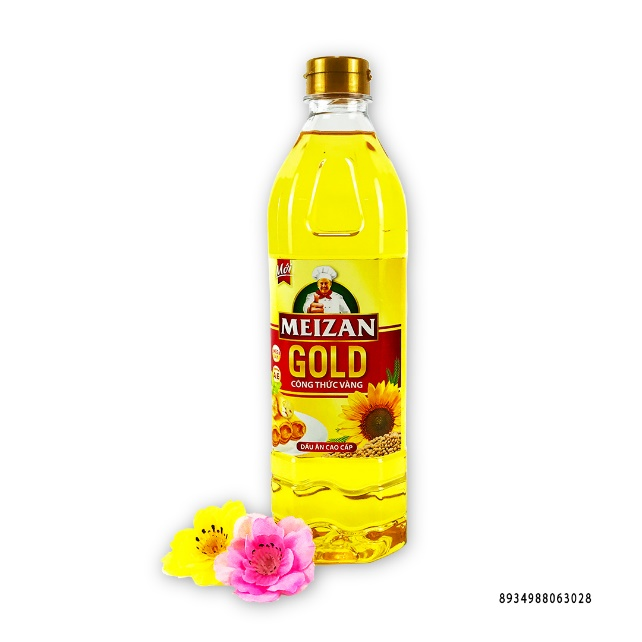 Mới
MEIZAN
GOLD
CÔNG THỨC VÀNG
DẦU ĂN CAO CẤP
8934988063028